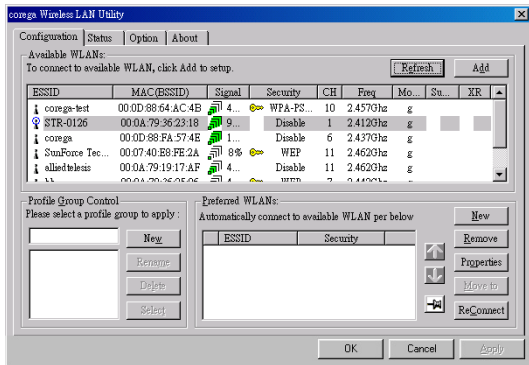 corega Wireless LAN Utility
Configuration Status Option About
Available WLANs:
To connect to available WLAN, click Add to setup.
Refresh Add
ESSID MAC(BSSID) Signal Security CH Freq Mo... Su... XR
corega-test 00:0D:88:64:AC:4B 4... WPA-PS... 10 2.457Ghz g
STR-0126 00:0A:79:36:23:18 9... Disable 1 2.412Ghz g
corega 00:0D:88:FA:57:4E 1... Disable 6 2.437Ghz g
SunForce Tec... 00:07:40:E8:FE:2A 8% WEP 11 2.462Ghz g
alliedtelesis 00:0A:79:19:17:AF 4... Disable 11 2.462Ghz g
Profile Group Control
Please select a profile group to apply :
New
Rename
Delete
Select
Preferred WLANs:
Automatically connect to available WLAN per below
ESSID Security
New
Remove
Properties
Move to
ReConnect
OK Cancel Apply